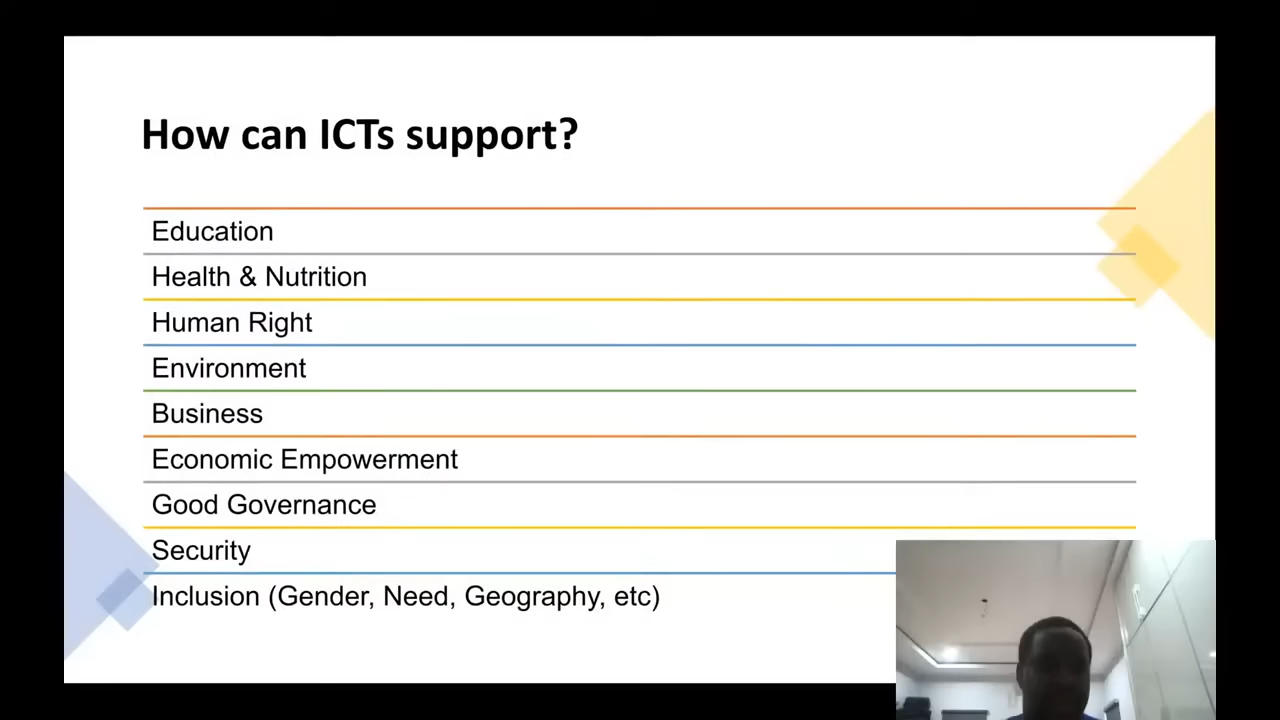 How can ICTs support?
Education
Health & Nutrition
Human Right
Environment
Business
Economic Empowerment
Good Governance
Security
Inclusion (Gender, Need, Geography, etc)